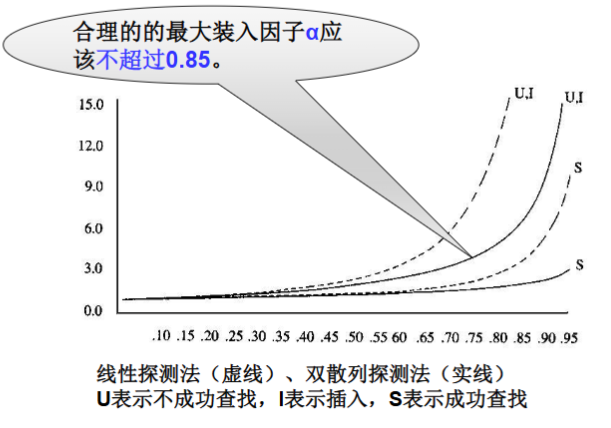 合理的的最大装入因子α应
该不超过0.85。
U,I
U,I
15.0
12.0
S
9.0
6.0
S
3.0
0.0
.10 .15 .20 .25 .30 .35 .40 .45 .50 .55 60 .65 .70 .75 .80 .85 .90 .95
线性探测法（虚线）、双散列探测法（实线）
U表示不成功查找，I表示插入，S表示成功查找